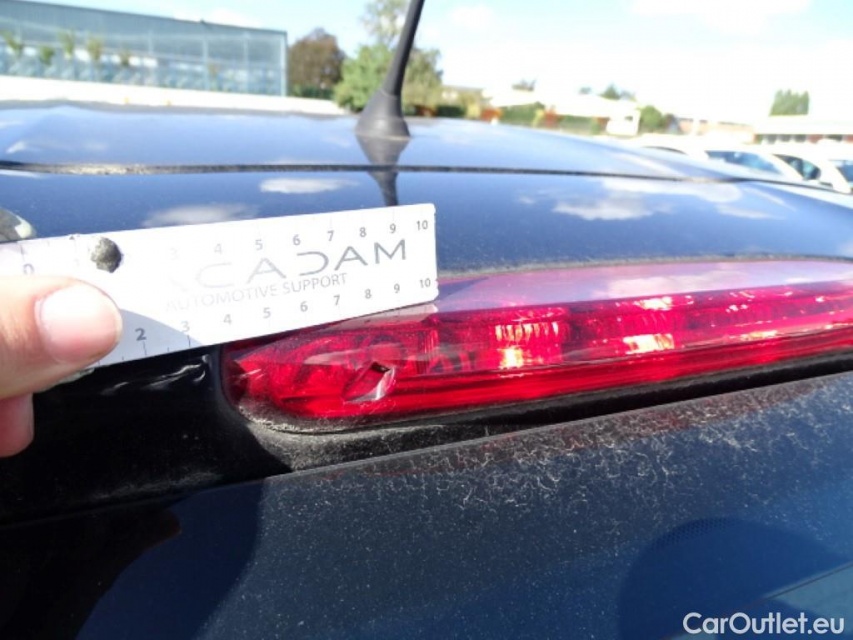 3 4 5 6 7 8 9 10
ACADAM
AUTOMOTIVE SUPPORT
2 3 4 5 6 7 8 9 10
CarOutlet.eu